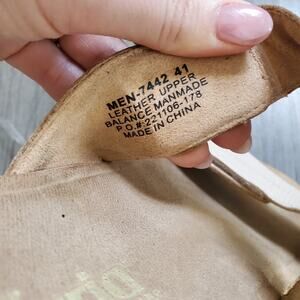 MEN-7442 41
LEATHER UPPER
BALANCE MANMADE
P.O.#:221106-178
MADE IN CHINA